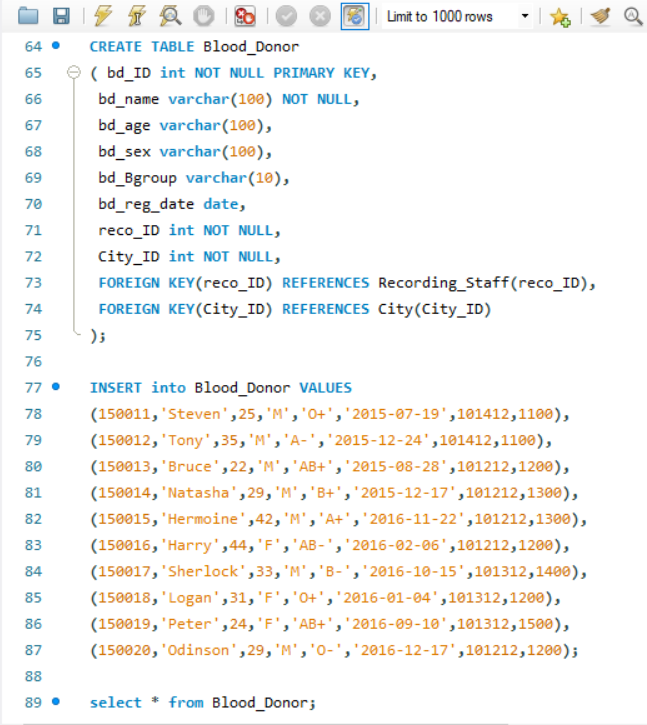 Limit to 1000 rows
64 CREATE TABLE Blood_Donor
65 ( bd_ID int NOT NULL PRIMARY KEY,
66 bd_name varchar(100) NOT NULL,
67 bd_age varchar(100),
68 bd_sex varchar(100),
69 bd_Bgroup varchar(10),
70 bd_reg_date date,
71 reco_ID int NOT NULL,
72 City_ID int NOT NULL,
73 FOREIGN KEY(reco_ID) REFERENCES Recording_Staff(reco_ID),
74 FOREIGN KEY(City_ID) REFERENCES City(City_ID)
75 );
76
77 INSERT into Blood_Donor VALUES
78 (150011,'Steven',25,'M','O+','2015-07-19',101412,1100),
79 (150012,'Tony',35,'M','A-','2015-12-24',101412,1100),
80 (150013,'Bruce',22,'M','AB+','2015-08-28',101212,1200),
81 (150014,'Natasha',29,'M','B+','2015-12-17',101212,1300),
82 (150015,'Hermoine',42,'M','A+','2016-11-22',101212,1300),
83 (150016,'Harry',44,'F','AB-','2016-02-06',101212,1200),
84 (150017,'Sherlock',33,'M','B-','2016-10-15',101312,1400),
85 (150018,'Logan',31,'F','O+','2016-01-04',101312,1200),
86 (150019,'Peter',24,'F','AB+','2016-09-10',101312,1500),
87 (150020,'Odinson',29,'M','O-','2016-12-17',101212,1200);
88
89 select * from Blood_Donor;